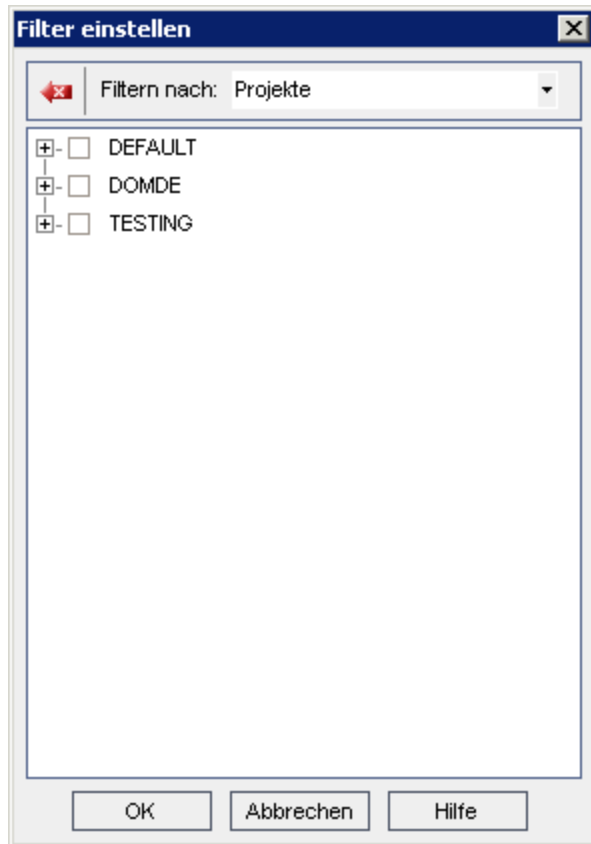 Filter einstellen
Filtern nach: Projekte
DEFAULT
DOMDE
TESTING
OK Abbrechen Hilfe